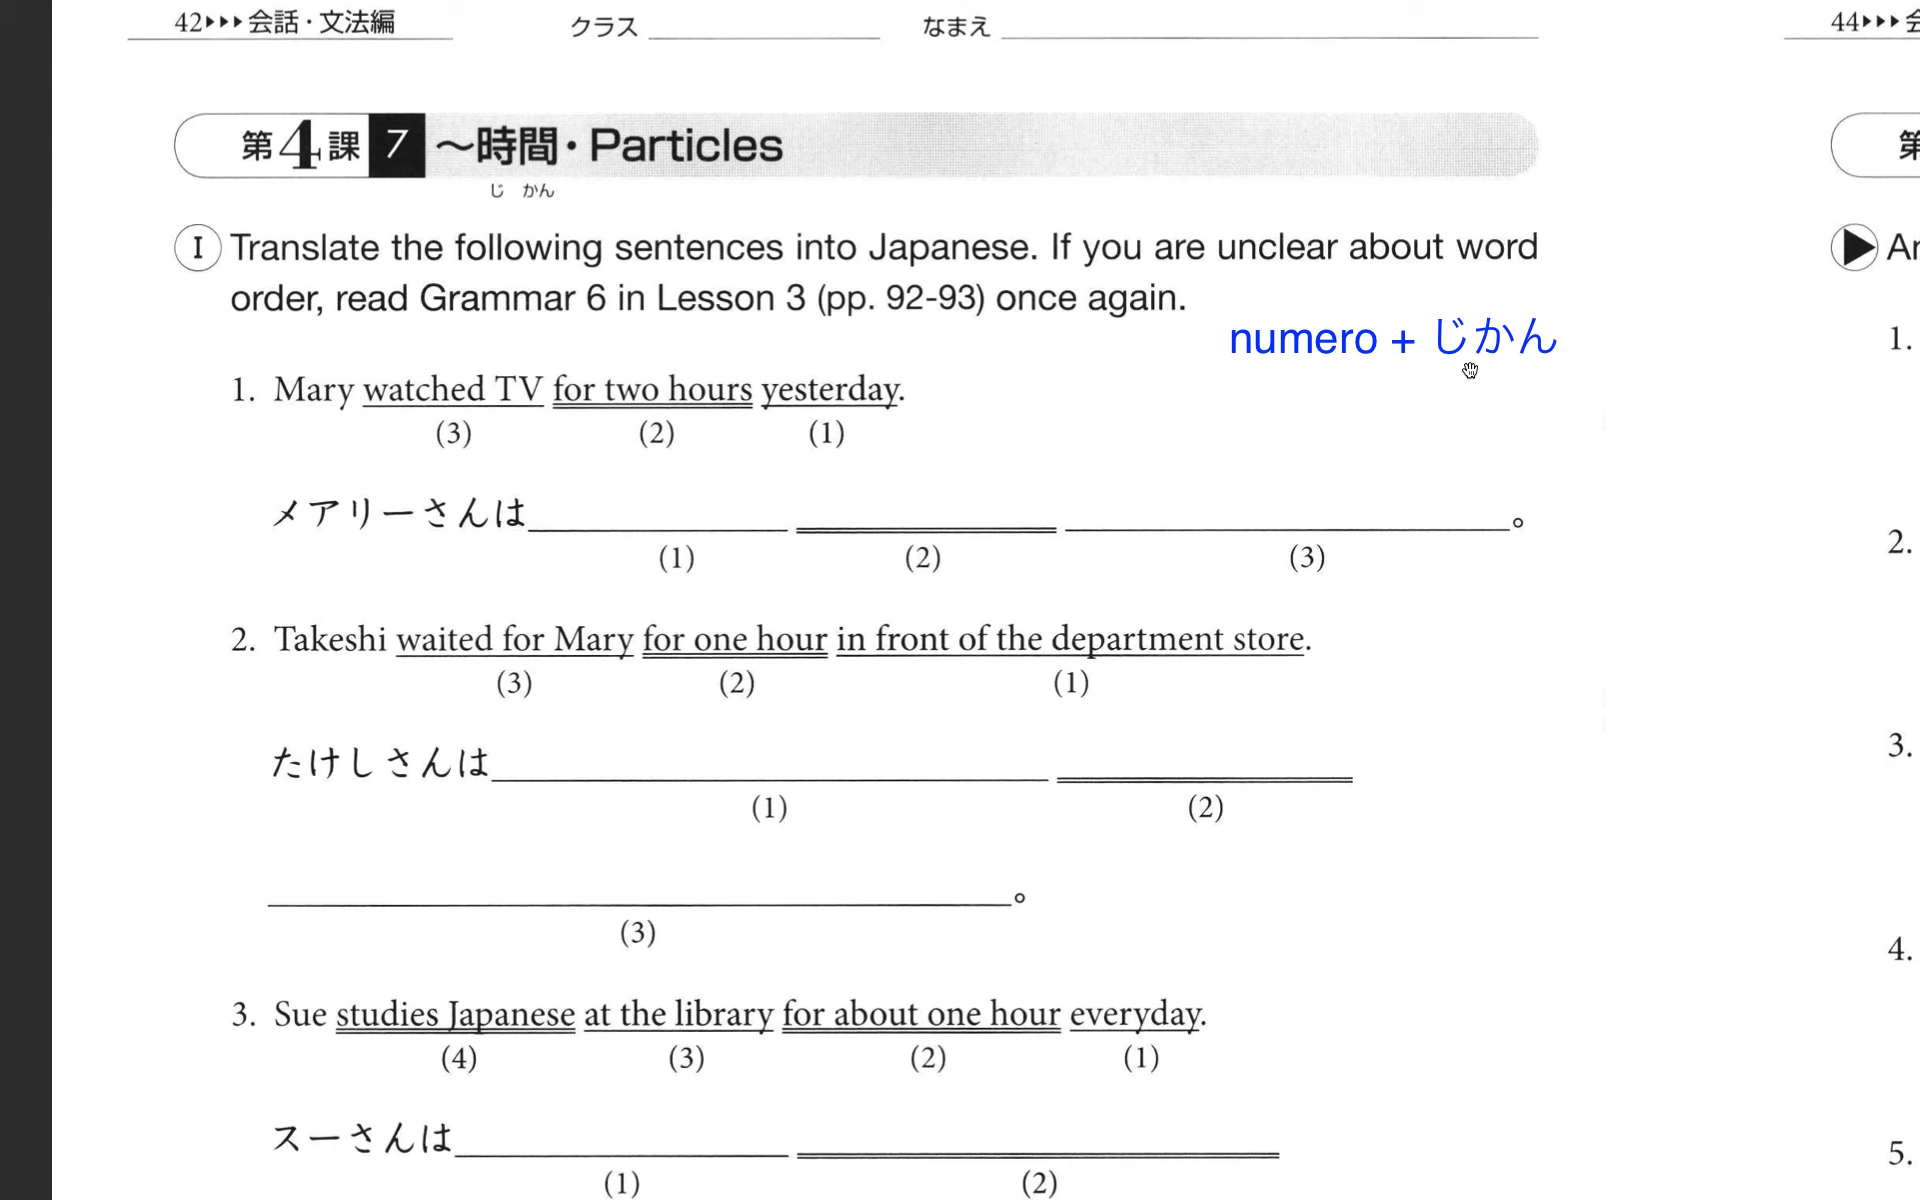 42▸▸▸会話・文法編 クラス なまえ
第4課 7 ～時間・Particles
じ かん
I Translate the following sentences into Japanese. If you are unclear about word
order, read Grammar 6 in Lesson 3 (pp. 92-93) once again.
numero + じかん
1. Mary watched TV for two hours yesterday.
(3) (2) (1)
メアリーさんは 。
(1) (2) (3)
2. Takeshi waited for Mary for one hour in front of the department store.
(3) (2) (1)
たけしさんは
(1) (2)
。
(3)
3. Sue studies Japanese at the library for about one hour everyday.
(4) (3) (2) (1)
スーさんは
(1) (2)
44▸▸▸
第
1.
2.
3.
4.
5.